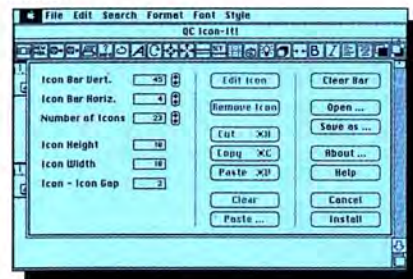 File Edit Search Format Font Style
QC Icon-It!
Icon Bar Vert. 45
Icon Bar Horiz. 4
Number of Icons 23
Icon Height
Icon Width
Icon - Icon Gap 2
Edit Icon
Remove Icon
Cut ⌘X
Copy ⌘C
Paste ⌘V
Clear
Paste ...
Clear Bar
Open ...
Save as ...
About ...
Help
Cancel
Install